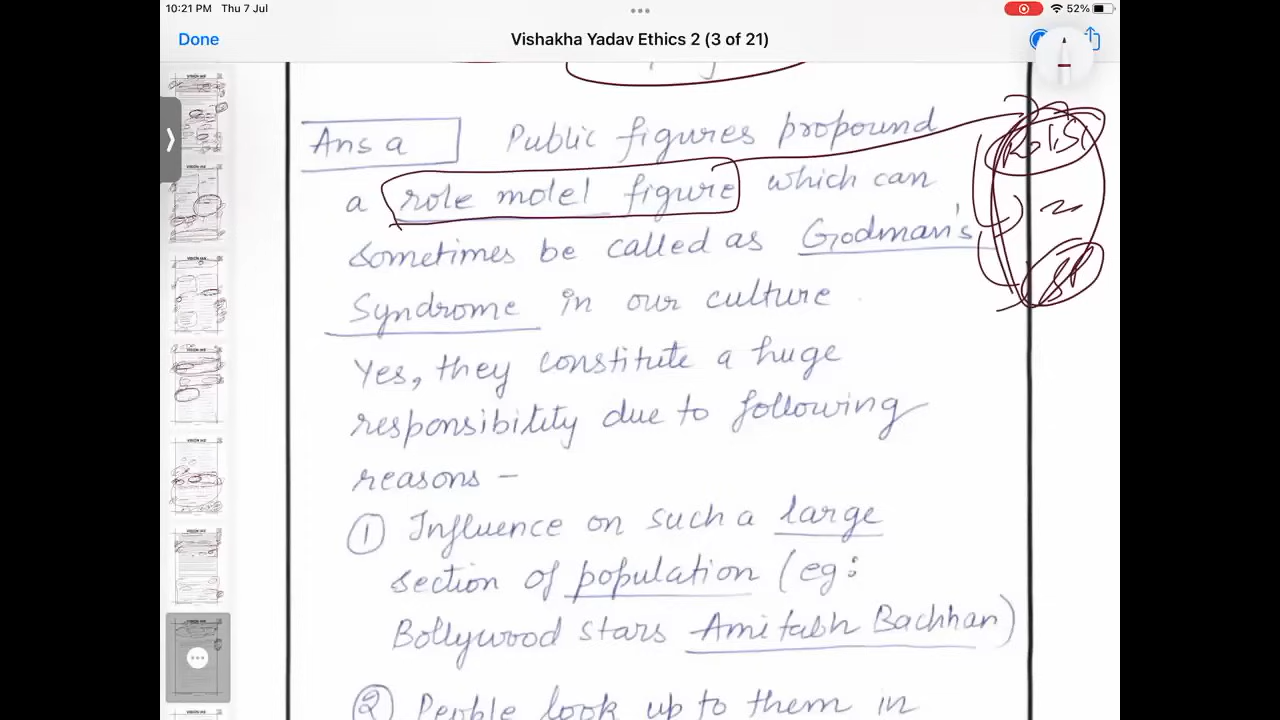 10:21 PM Thu 7 Jul
52%
Done
Vishakha Yadav Ethics 2 (3 of 21)
Ans a Public figures propound
a role molel figure which can
sometimes be called as Godman's
Syndrome in our culture
Yes, they constitute a huge
responsibility due to following
reasons –
① Influence on such a large
section of population (eg:
Bollywood stars Amitabh Bachhan)
② People look up to them in